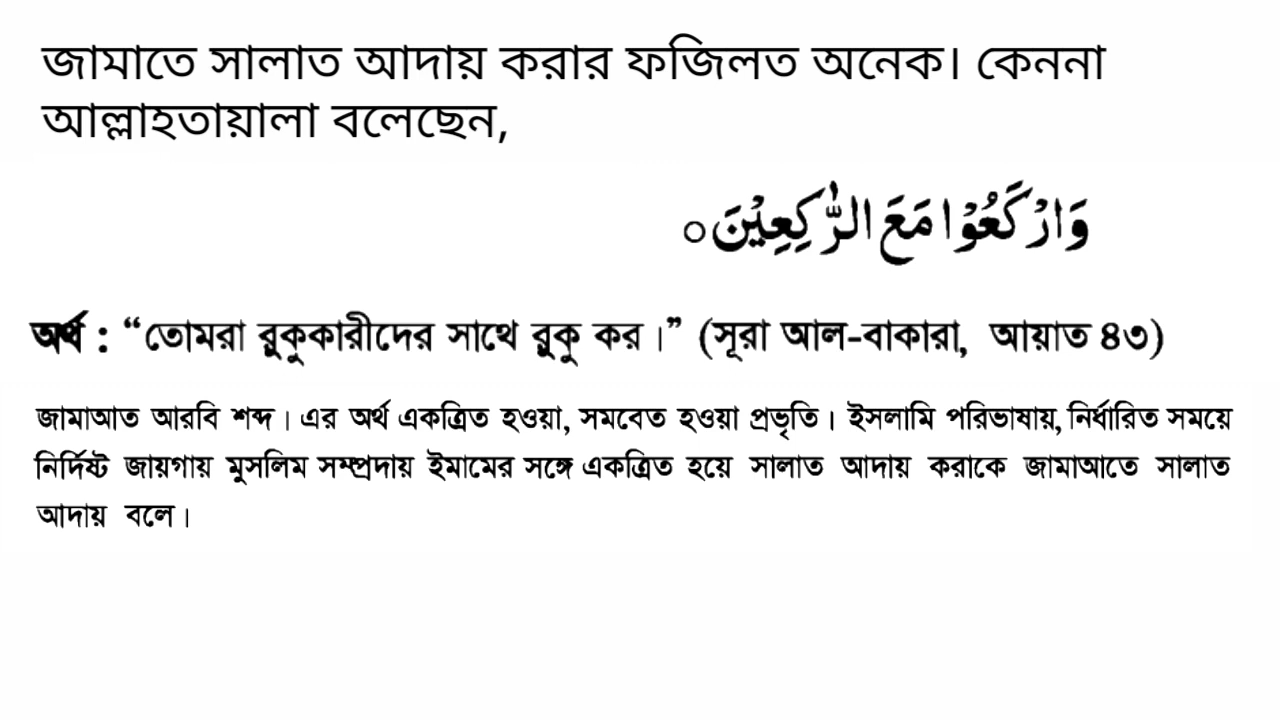 জামাতে সালাত আদায় করার ফজিলত অনেক। কেননা
আল্লাহতায়ালা বলেছেন,
وَارْكَعُوْا مَعَ الرّٰكِعِيْنَ ○
অর্থ : “তোমরা রুকুকারীদের সাথে রুকু কর।” (সূরা আল-বাকারা, আয়াত ৪৩)
জামাআত আরবি শব্দ। এর অর্থ একত্রিত হওয়া, সমবেত হওয়া প্রভৃতি। ইসলামি পরিভাষায়, নির্ধারিত সময়ে
নির্দিষ্ট জায়গায় মুসলিম সম্প্রদায় ইমামের সঙ্গে একত্রিত হয়ে সালাত আদায় করাকে জামাআতে সালাত
আদায় বলে।